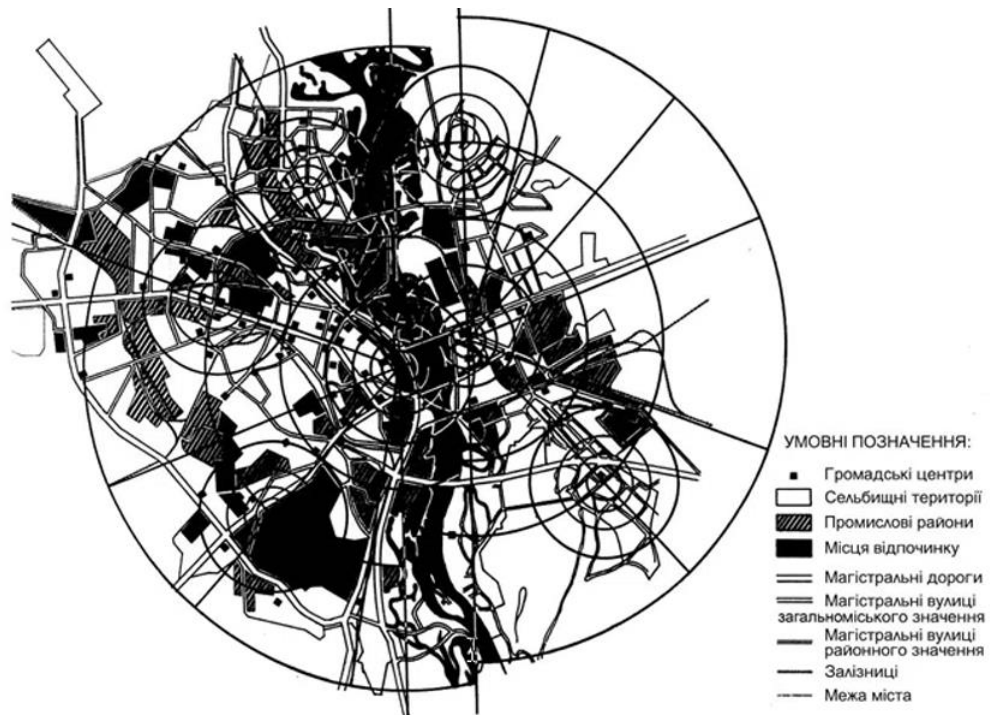 УМОВНІ ПОЗНАЧЕННЯ:
Громадські центри
Сельбищні території
Промислові райони
Місця відпочинку
Магістральні дороги
Магістральні вулиці
загальноміського значення
Магістральні вулиці
районного значення
Залізниці
Межа міста